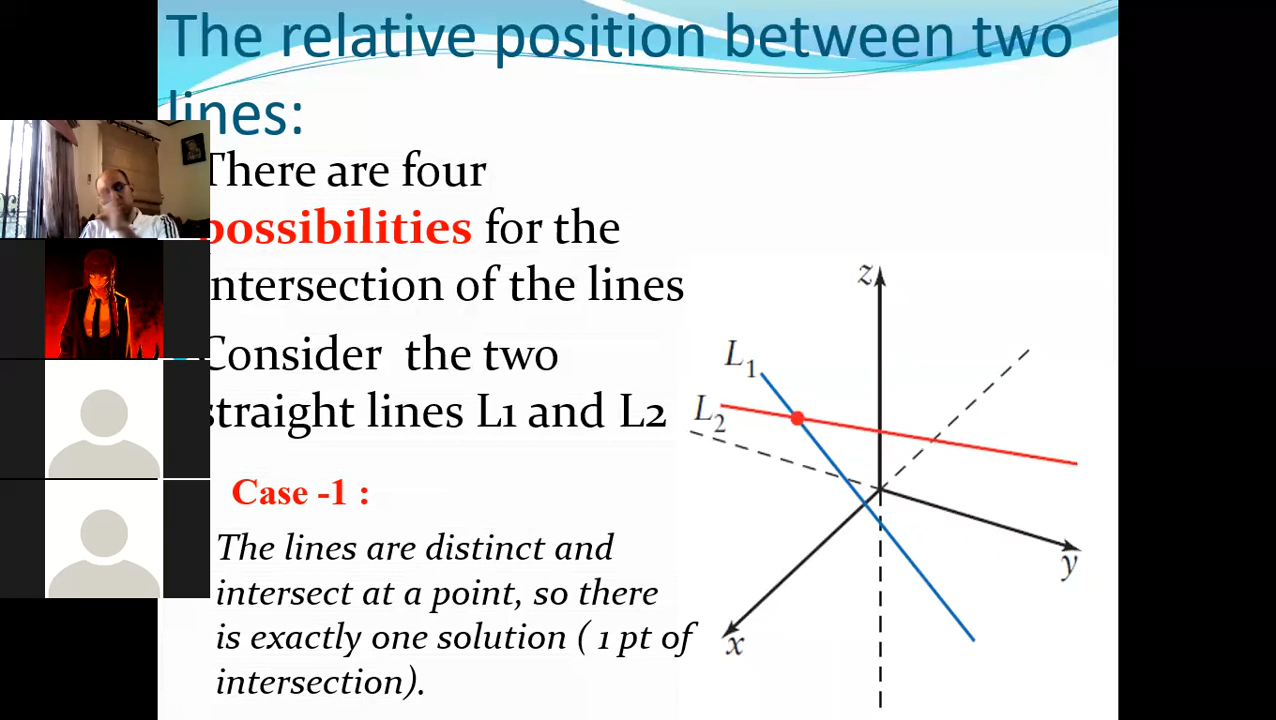 The relative position between two
lines:
There are four
possibilities for the
ntersection of the lines
Consider the two
straight lines L1 and L2
Case -1 :
The lines are distinct and
intersect at a point, so there
is exactly one solution ( 1 pt of
intersection).
z
L1
L2
y
x